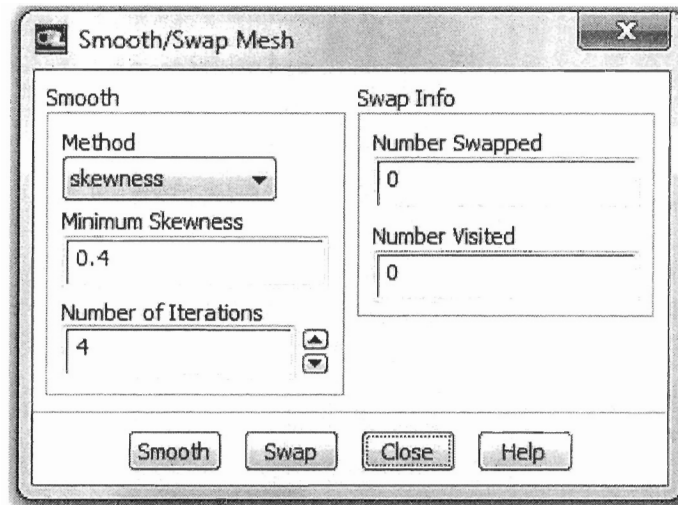 Smooth/Swap Mesh
Smooth
Method
skewness
Minimum Skewness
0.4
Number of Iterations
4
Swap Info
Number Swapped
0
Number Visited
0
Smooth
Swap
Close
Help